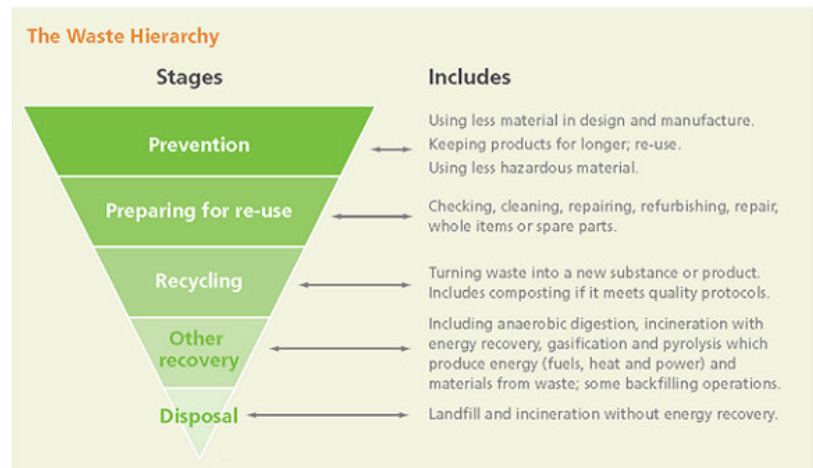 The Waste Hierarchy
Stages
Includes
Prevention
Using less material in design and manufacture.
Keeping products for longer; re-use.
Using less hazardous material.
Preparing for re-use
Checking, cleaning, repairing, refurbishing, repair,
whole items or spare parts.
Recycling
Turning waste into a new substance or product.
Includes composting if it meets quality protocols.
Other
recovery
Including anaerobic digestion, incineration with
energy recovery, gasification and pyrolysis which
produce energy (fuels, heat and power) and
materials from waste; some backfilling operations.
Disposal
Landfill and incineration without energy recovery.